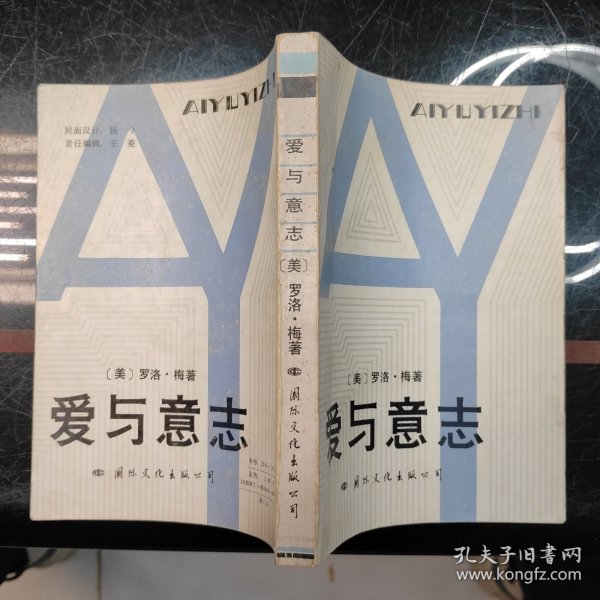 AIYUYIZHI
封面设计：扬 今
责任编辑：王 菱
〔美〕罗洛·梅著
爱与意志
国际文化出版公司
爱与意志
〔美〕
罗洛·梅著
国际文化出版公司
AIYUYIZHI
〔美〕罗洛·梅著
爱与意志
国际文化出版公司
孔夫子旧书网
www.kongfz.com